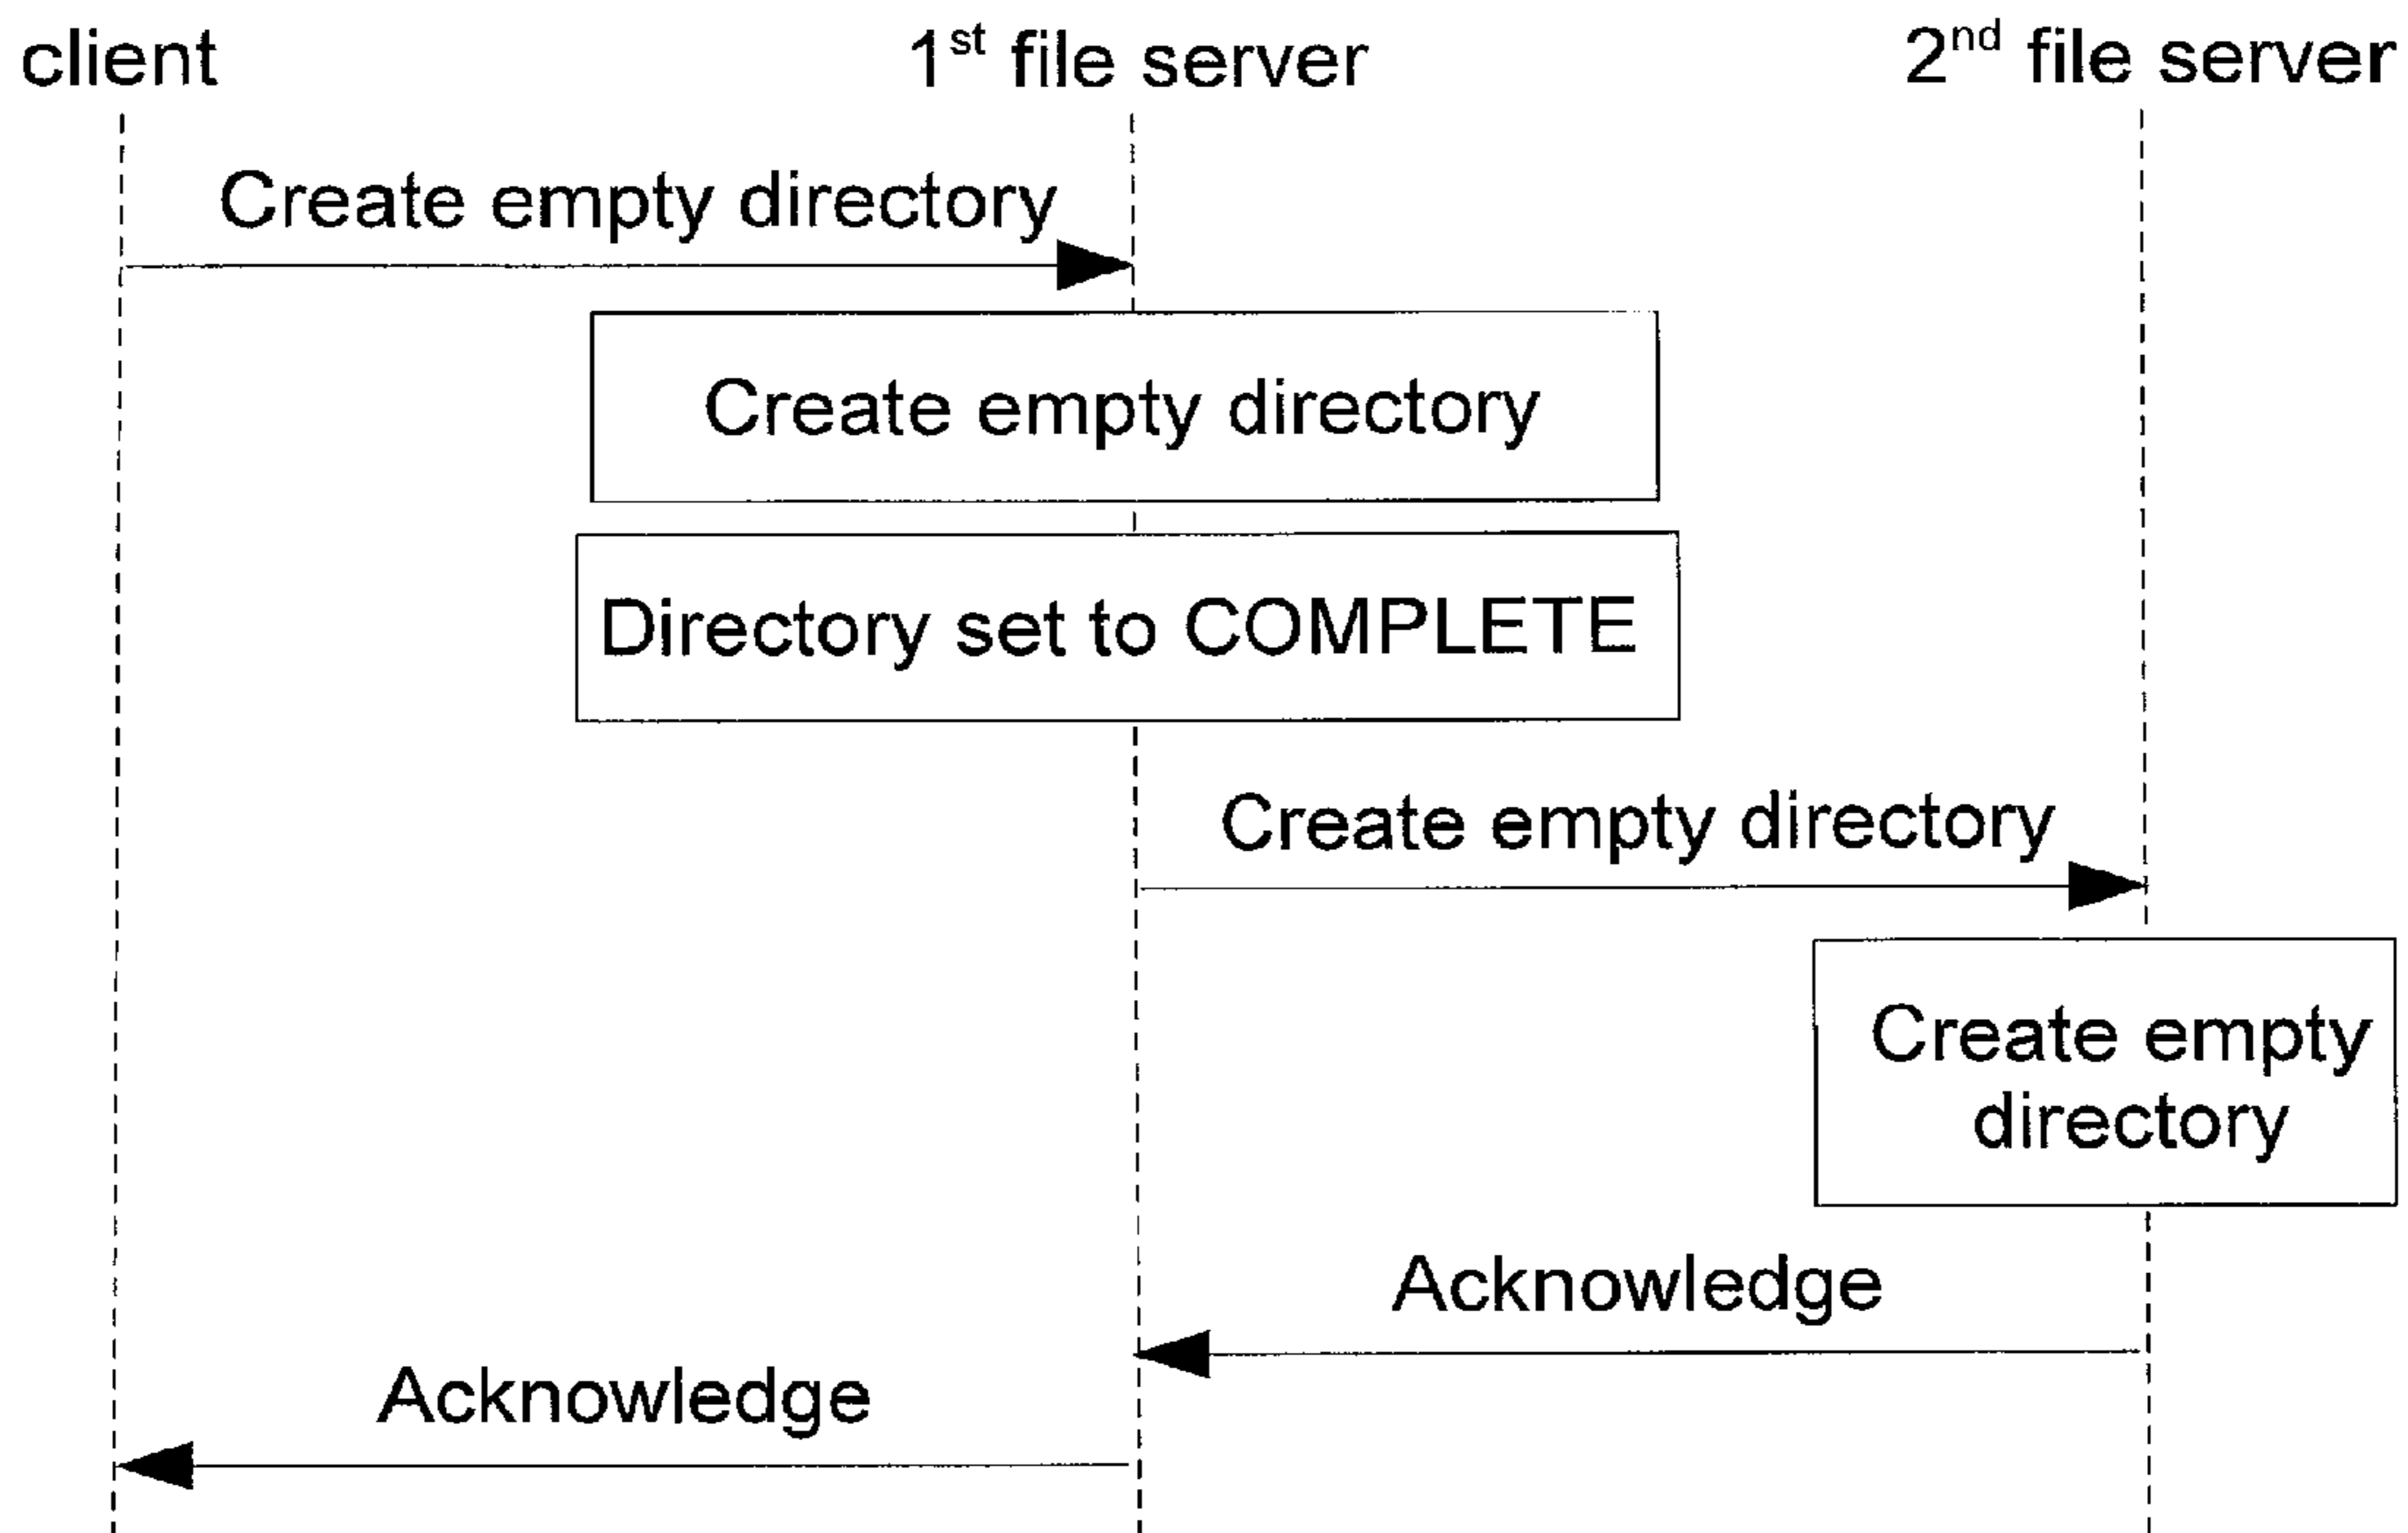 client 1st file server 2nd file server
Create empty directory
Create empty directory
Directory set to COMPLETE
Create empty directory
Create empty
directory
Acknowledge
Acknowledge